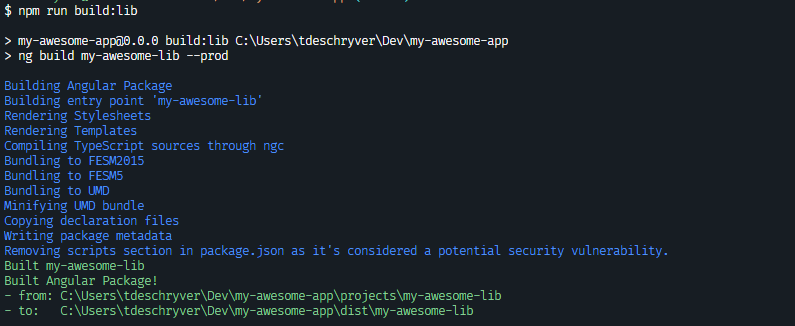 $ npm run build:lib
> my-awesome-app@0.0.0 build:lib C:\Users\tdeschryver\Dev\my-awesome-app
> ng build my-awesome-lib --prod
Building Angular Package
Building entry point 'my-awesome-lib'
Rendering Stylesheets
Rendering Templates
Compiling TypeScript sources through ngc
Bundling to FESM2015
Bundling to FESM5
Bundling to UMD
Minifying UMD bundle
Copying declaration files
Writing package metadata
Removing scripts section in package.json as it's considered a potential security vulnerability.
Built my-awesome-lib
Built Angular Package!
- from: C:\Users\tdeschryver\Dev\my-awesome-app\projects\my-awesome-lib
- to:   C:\Users\tdeschryver\Dev\my-awesome-app\dist\my-awesome-lib